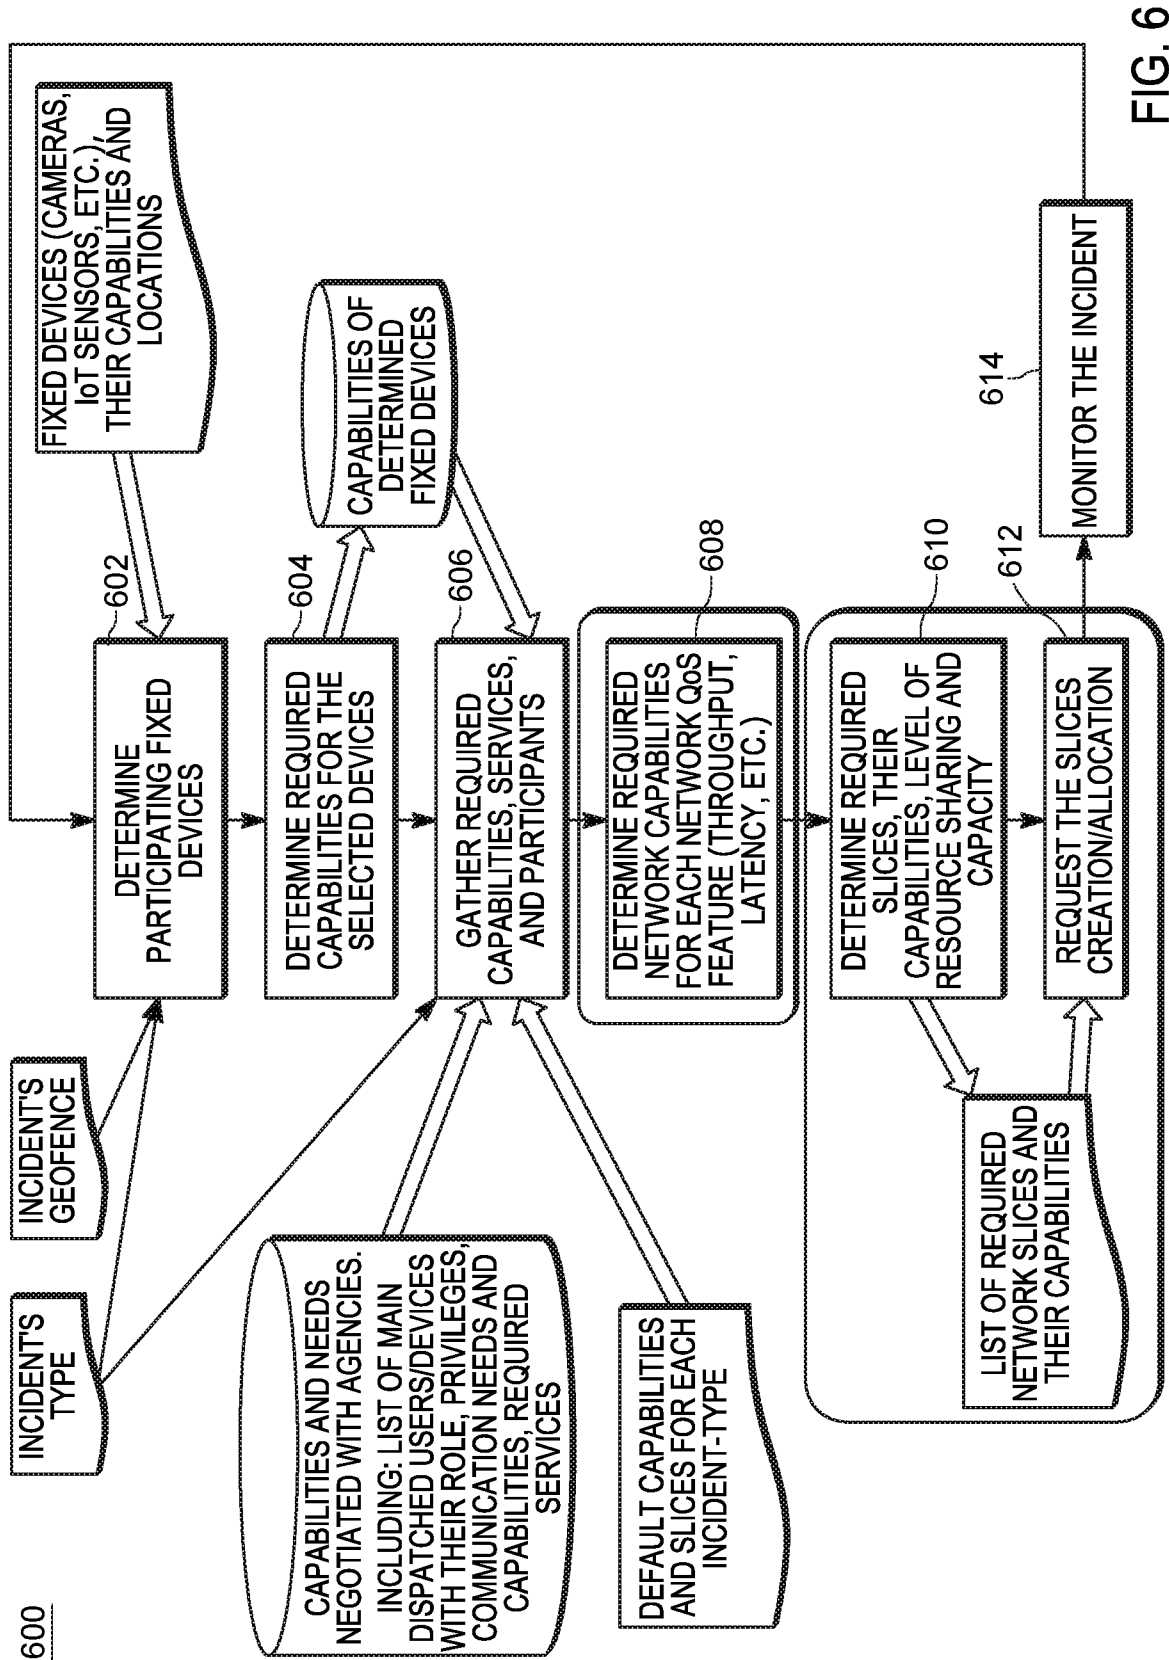 600
INCIDENT'S
TYPE
INCIDENT'S
GEOFENCE
FIXED DEVICES (CAMERAS,
IoT SENSORS, ETC.),
THEIR CAPABILITIES AND
LOCATIONS
602
DETERMINE
PARTICIPATING FIXED
DEVICES
604
DETERMINE REQUIRED
CAPABILITIES FOR THE
SELECTED DEVICES
CAPABILITIES OF
DETERMINED
FIXED DEVICES
CAPABILITIES AND NEEDS
NEGOTIATED WITH AGENCIES.
INCLUDING: LIST OF MAIN
DISPATCHED USERS/DEVICES
WITH THEIR ROLE, PRIVILEGES,
COMMUNICATION NEEDS AND
CAPABILITIES, REQUIRED
SERVICES
606
GATHER REQUIRED
CAPABILITIES, SERVICES,
AND PARTICIPANTS
DEFAULT CAPABILITIES
AND SLICES FOR EACH
INCIDENT-TYPE
608
DETERMINE REQUIRED
NETWORK CAPABILITIES
FOR EACH NETWORK QoS
FEATURE (THROUGHPUT,
LATENCY, ETC.)
610
DETERMINE REQUIRED
SLICES, THEIR
CAPABILITIES, LEVEL OF
RESOURCE SHARING AND
CAPACITY
LIST OF REQUIRED
NETWORK SLICES AND
THEIR CAPABILITIES
612
REQUEST THE SLICES
CREATION/ALLOCATION
614
MONITOR THE INCIDENT
FIG. 6